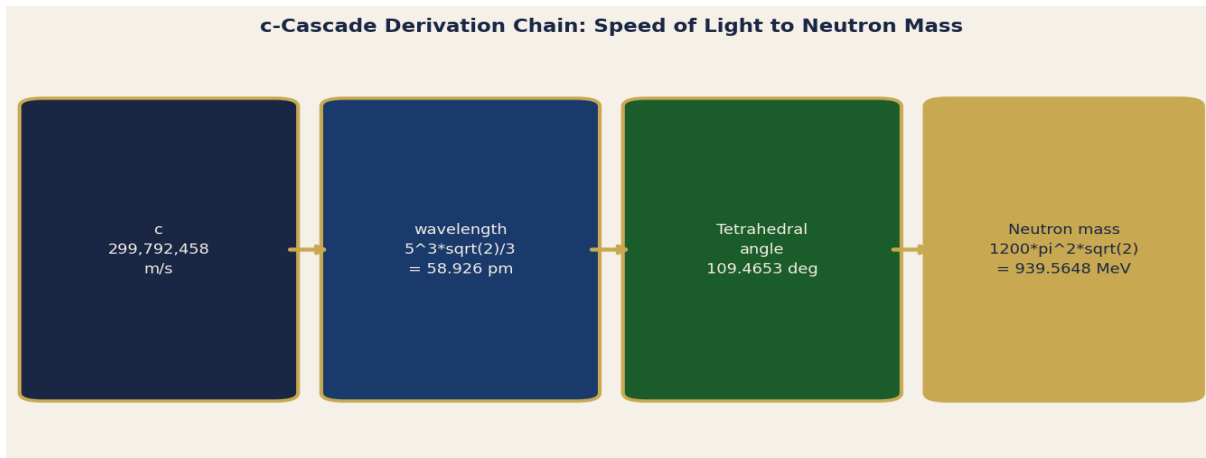 c-Cascade Derivation Chain: Speed of Light to Neutron Mass
c
299,792,458
m/s
wavelength
5^3*sqrt(2)/3
= 58.926 pm
Tetrahedral
angle
109.4653 deg
Neutron mass
1200*pi^2*sqrt(2)
= 939.5648 MeV